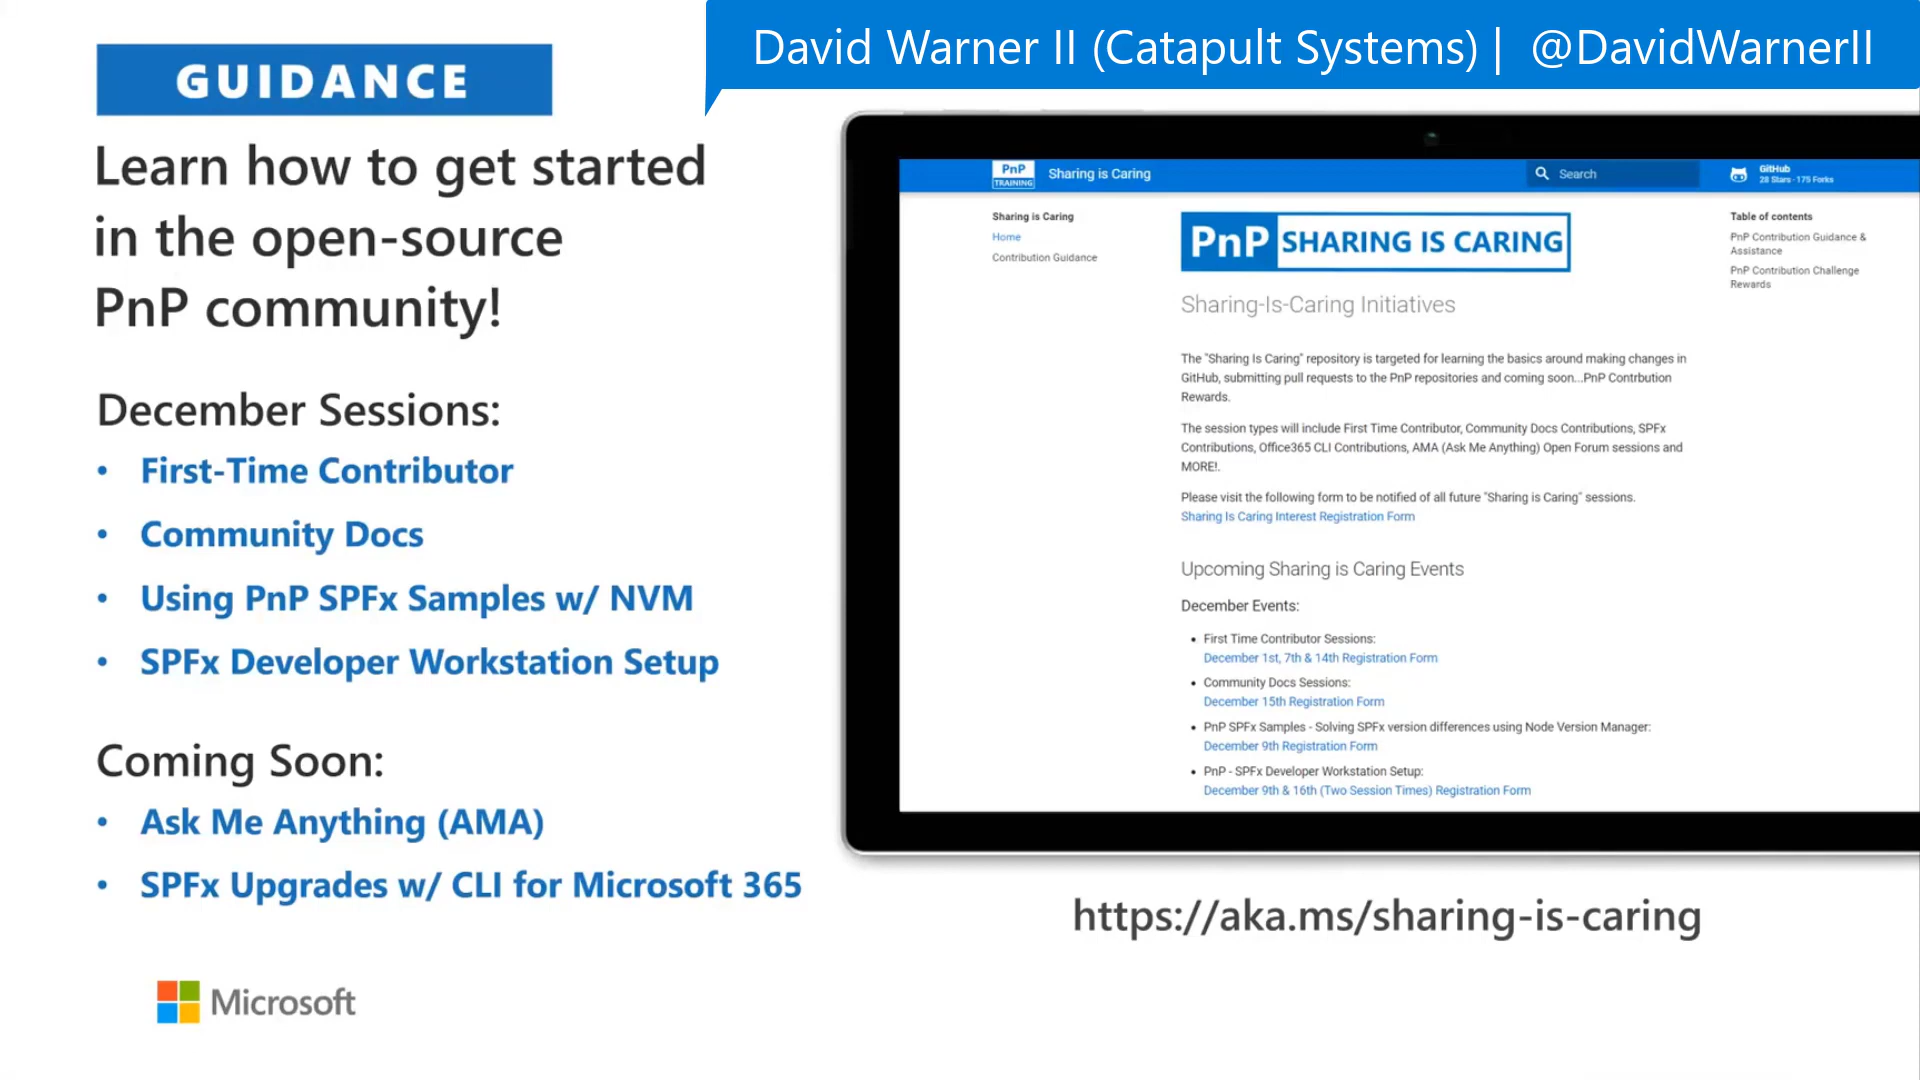 David Warner II (Catapult Systems) | @DavidWarnerII
GUIDANCE
Learn how to get started
in the open-source
PnP community!
December Sessions:
• First-Time Contributor
• Community Docs
• Using PnP SPFx Samples w/ NVM
• SPFx Developer Workstation Setup
Coming Soon:
• Ask Me Anything (AMA)
• SPFx Upgrades w/ CLI for Microsoft 365
Microsoft
PnP
TRAINING
Sharing is Caring
Search
GitHub
28 Stars · 175 Forks
Sharing is Caring
Home
Contribution Guidance
PnP SHARING IS CARING
Sharing-Is-Caring Initiatives
The "Sharing Is Caring" repository is targeted for learning the basics around making changes in
GitHub, submitting pull requests to the PnP repositories and coming soon...PnP Contrbution
Rewards.
The session types will include First Time Contributor, Community Docs Contributions, SPFx
Contributions, Office365 CLI Contributions, AMA (Ask Me Anything) Open Forum sessions and
MORE!.
Please visit the following form to be notified of all future "Sharing is Caring" sessions.
Sharing Is Caring Interest Registration Form
Upcoming Sharing is Caring Events
December Events:
• First Time Contributor Sessions:
December 1st, 7th & 14th Registration Form
• Community Docs Sessions:
December 15th Registration Form
• PnP SPFx Samples - Solving SPFx version differences using Node Version Manager:
December 9th Registration Form
• PnP - SPFx Developer Workstation Setup:
December 9th & 16th (Two Session Times) Registration Form
Table of contents
PnP Contribution Guidance &
Assistance
PnP Contribution Challenge
Rewards
https://aka.ms/sharing-is-caring